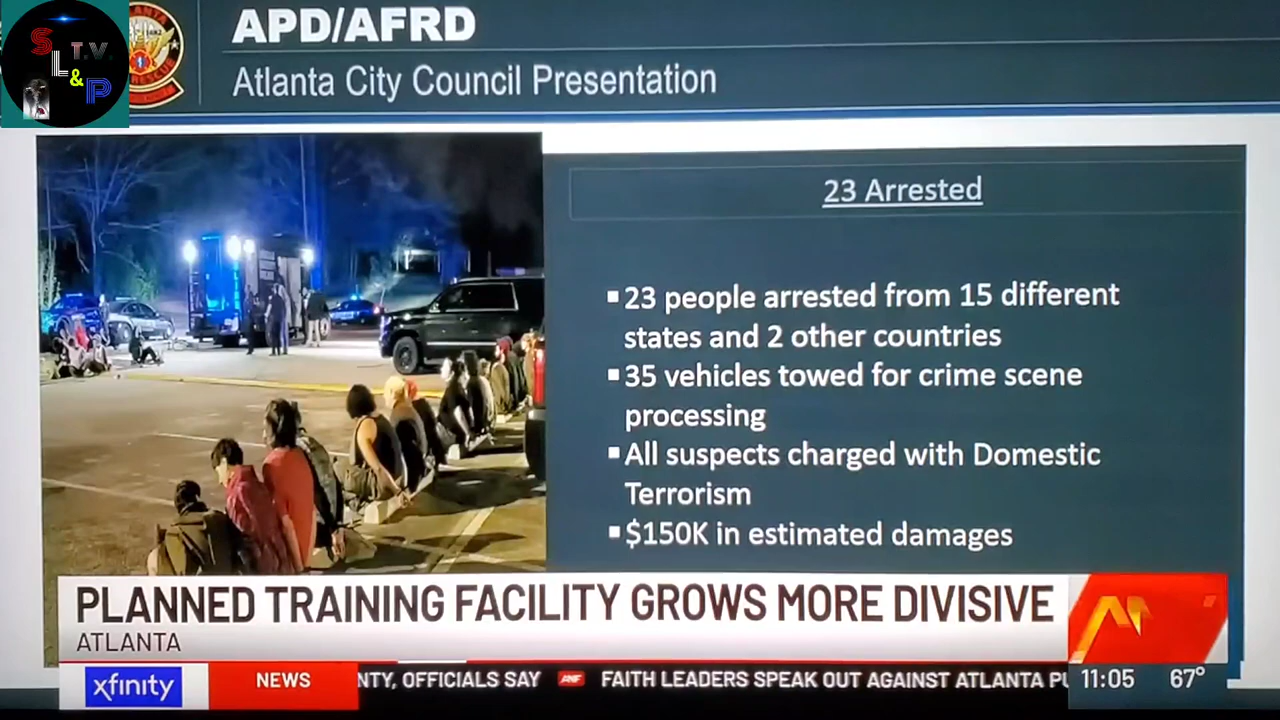 APD/AFRD
Atlanta City Council Presentation
S T.V.
L
&
P
23 Arrested
▪23 people arrested from 15 different
states and 2 other countries
▪35 vehicles towed for crime scene
processing
▪All suspects charged with Domestic
Terrorism
▪$150K in estimated damages
PLANNED TRAINING FACILITY GROWS MORE DIVISIVE
ATLANTA
xfinity NEWS NTY, OFFICIALS SAY ANF FAITH LEADERS SPEAK OUT AGAINST ATLANTA PU 11:05 67°